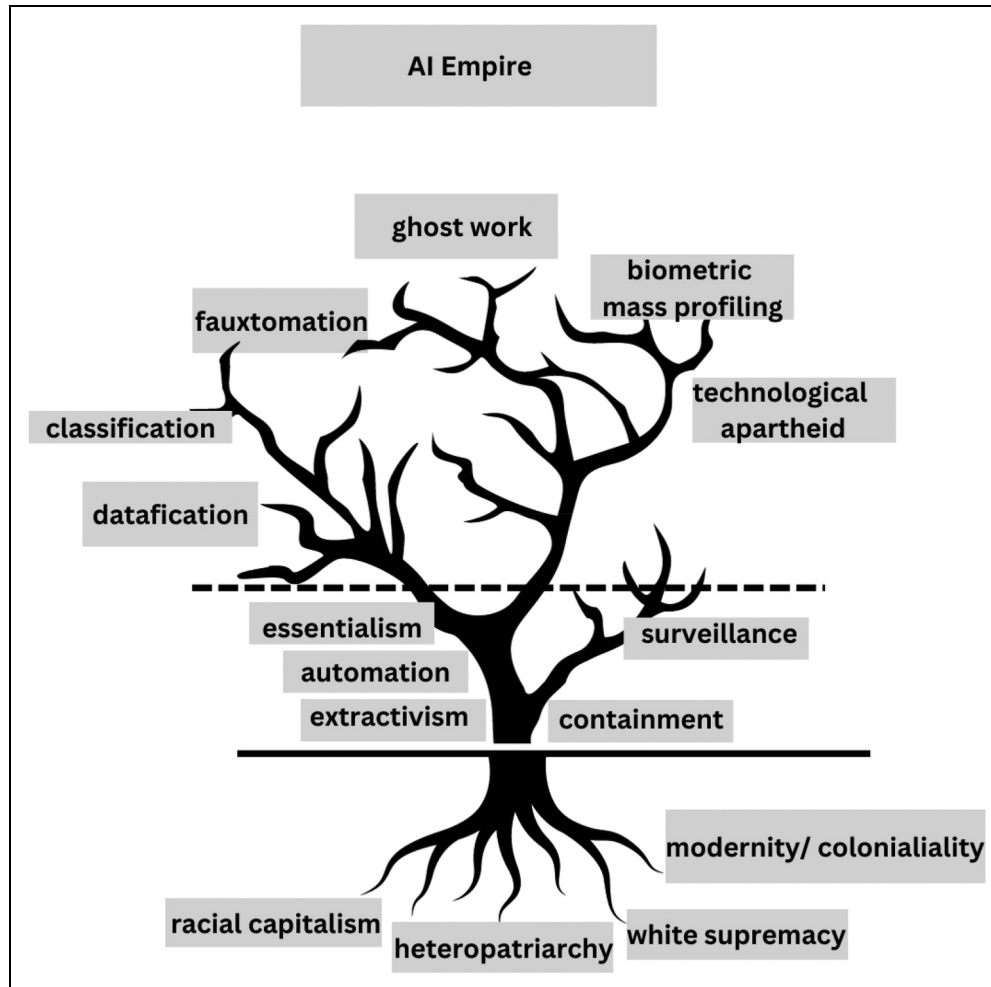 AI Empire
ghost work
biometric
mass profiling
fauxtomation
technological
apartheid
classification
datafication
essentialism
surveillance
automation
extractivism
containment
modernity/ colonialiality
racial capitalism
heteropatriarchy
white supremacy